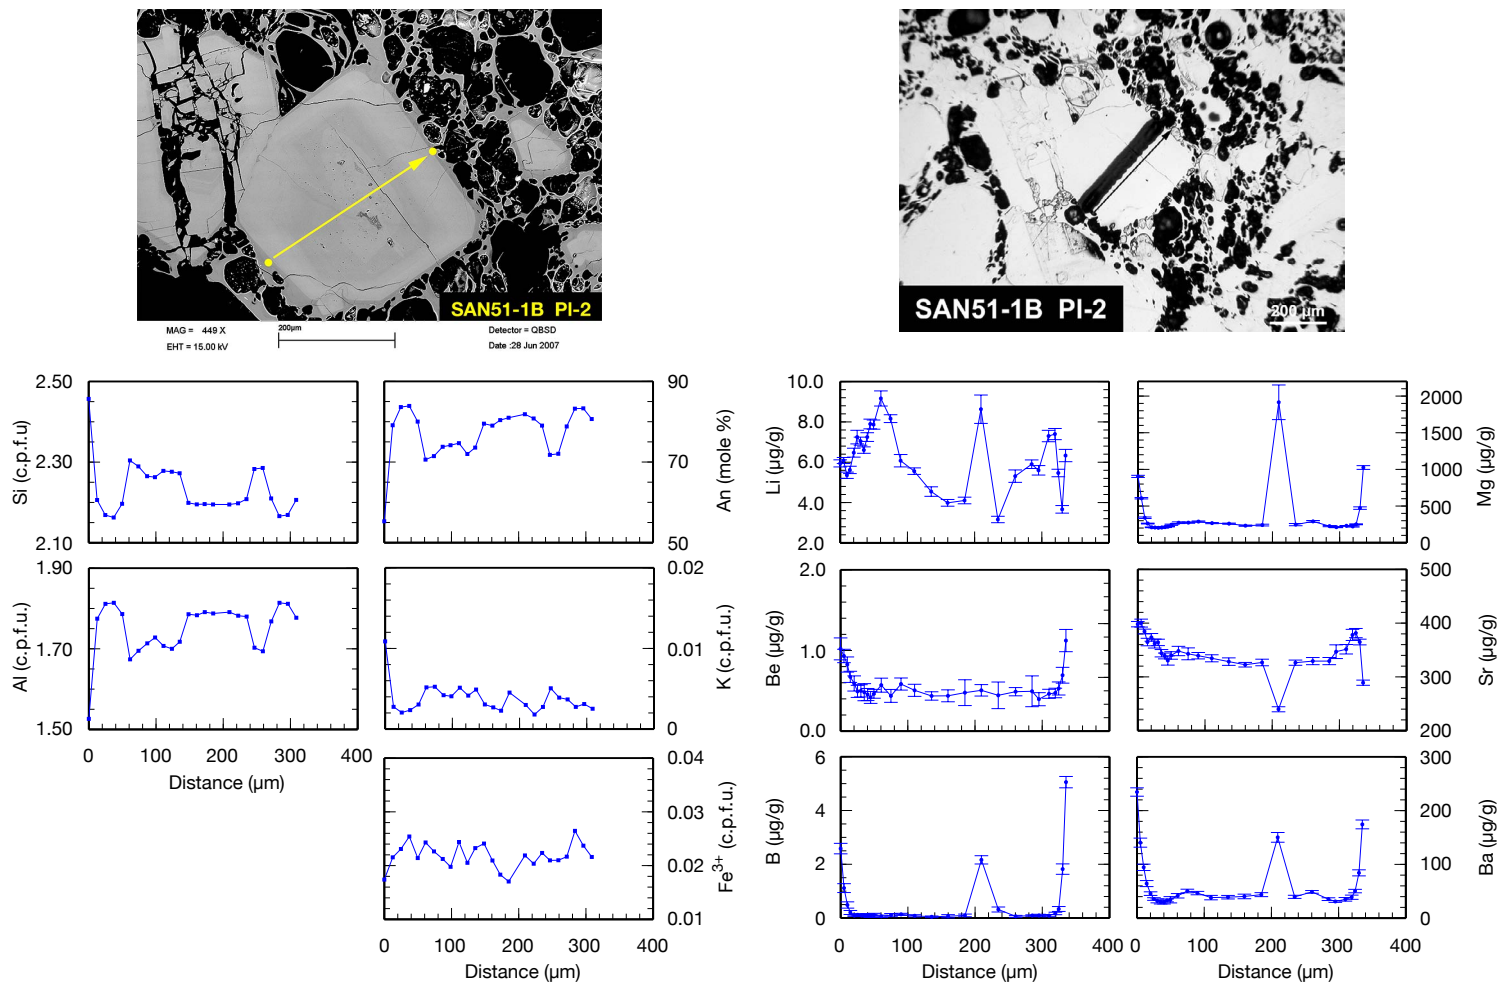 SAN51-1B PI-2
MAG = 449 X
200µm
Detector = QBSD
EHT = 15.00 kV
Date :28 Jun 2007
SAN51-1B PI-2
200 µm
2.50
2.30
2.10
Si (c.p.f.u)
90
70
50
An (mole %)
10.0
8.0
6.0
4.0
2.0
Li (µg/g)
2000
1500
1000
500
0
Mg (µg/g)
1.90
1.70
1.50
Al (c.p.f.u.)
0 100 200 300 400
Distance (µm)
0.02
0.01
0
K (c.p.f.u.)
2.0
1.0
0.0
Be (µg/g)
500
400
300
200
Sr (µg/g)
0.04
0.03
0.02
0.01
Fe3+ (c.p.f.u.)
0 100 200 300 400
Distance (µm)
6
4
2
0
B (µg/g)
0 100 200 300 400
Distance (µm)
300
200
100
0
Ba (µg/g)
0 100 200 300 400
Distance (µm)